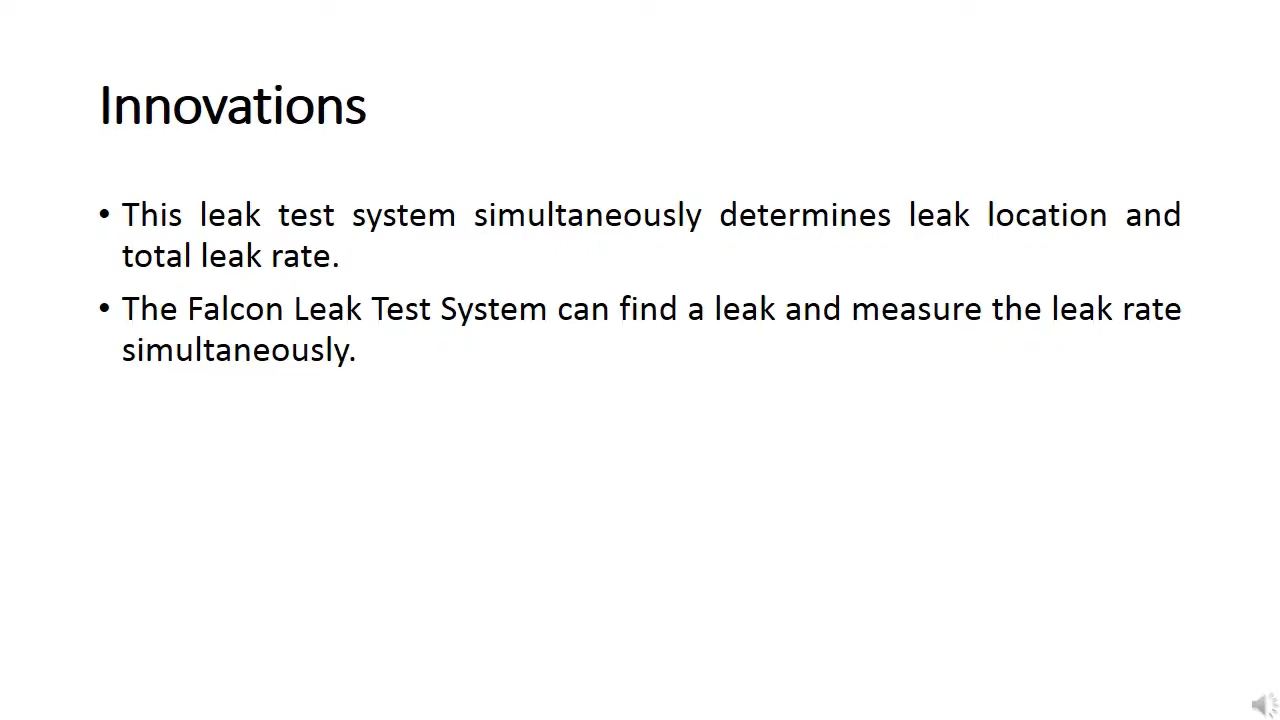 Innovations
• This leak test system simultaneously determines leak location and
total leak rate.
• The Falcon Leak Test System can find a leak and measure the leak rate
simultaneously.